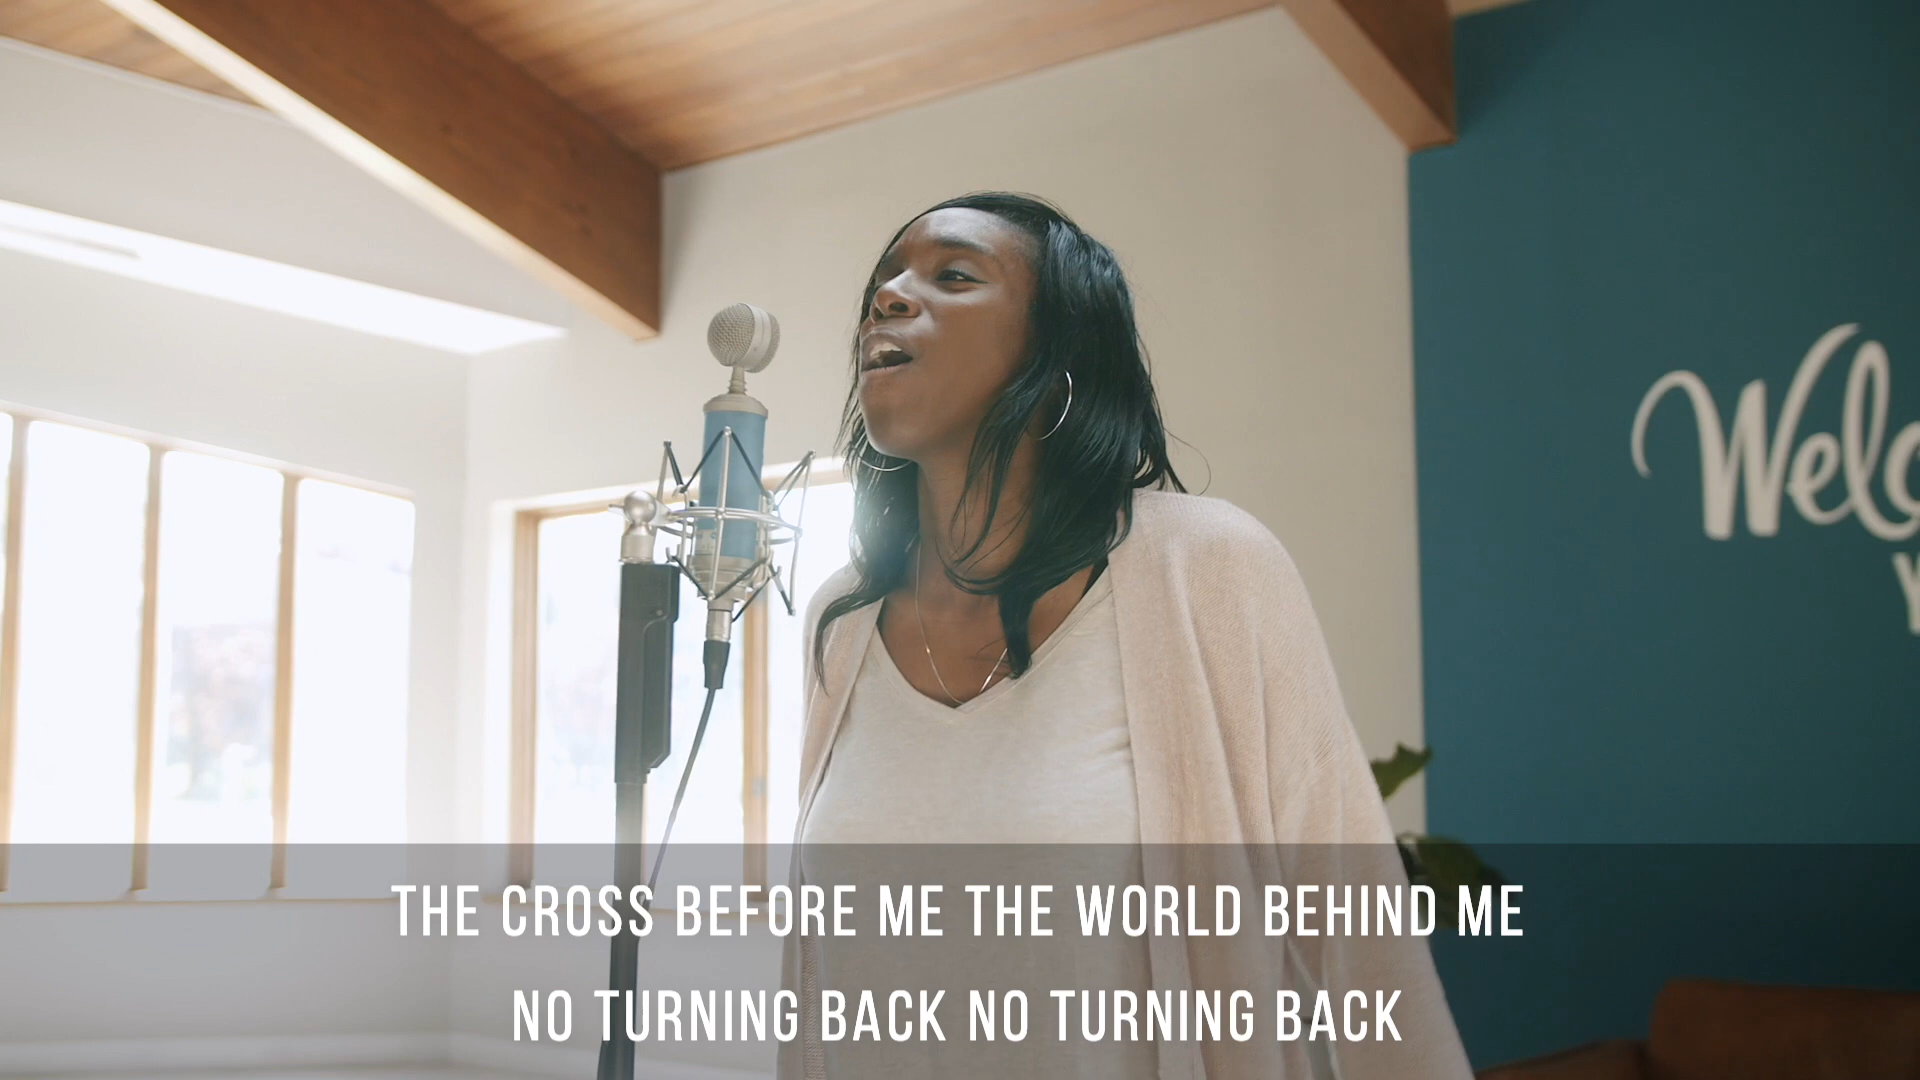 THE CROSS BEFORE ME THE WORLD BEHIND ME
NO TURNING BACK NO TURNING BACK